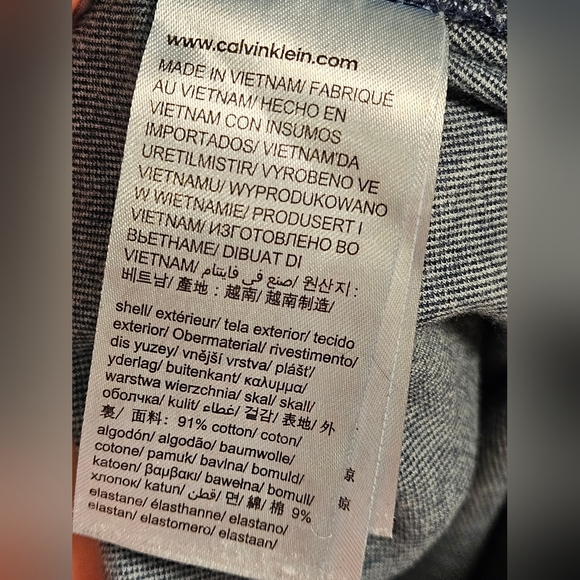 www.calvinklein.com
MADE IN VIETNAM/ FABRIQUÉ
AU VIETNAM/ HECHO EN
VIETNAM CON INSUMOS
IMPORTADOS/ VIETNAM'DA
URETILMISTIR/ VYROBENO VE
VIETNAMU/ WYPRODUKOWANO
W WIETNAMIE/ PRODUSERT I
VIETNAM/ ИЗГОТОВЛЕНО ВО
ВЬЕТНАМЕ/ DIBUAT DI
VIETNAM/ صنع في فايتنام/ 원산지 :
베트남/ 產地 : 越南/ 越南制造/
shell/ extérieur/ tela exterior/ tecido
exterior/ Obermaterial/ rivestimento/
dis yuzey/ vnější vrstva/ plášť/
yderlag/ buitenkant/ καλυμμα/
warstwa wierzchnia/ skal/ skall/
оболчка/ kulit/ غطاء/ 겉감/ 表地/ 外
裏/ 面料: 91% cotton/ coton/
algodón/ algodão/ baumwolle/
cotone/ pamuk/ bavlna/ bomuld/
katoen/ βαμβακι/ bawełna/ bomull/
хлопок/ katun/ قطن/ 면/ 綿/ 棉 9%
elastane/ élasthanne/ elastano/
elastan/ elastomero/ elastaan/